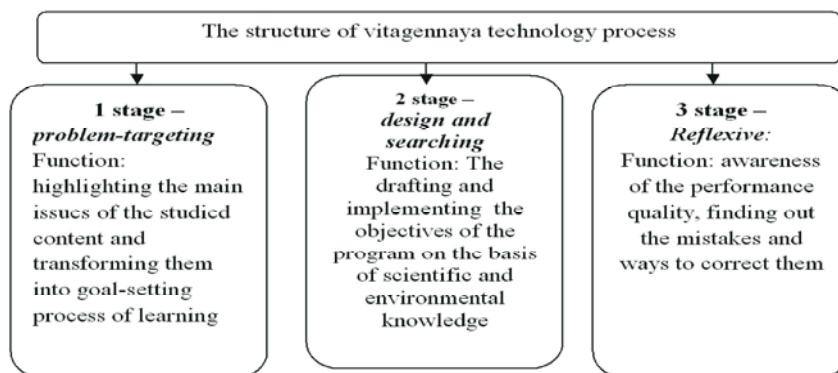 The structure of vitagennaya technology process
1 stage –
problem-targeting
Function:
highlighting the main
issues of the studied
content and
transforming them
into goal-setting
process of learning
2 stage –
design and
searching
Function: The
drafting and
implementing the
objectives of the
program on the basis
of scientific and
environmental
knowledge
3 stage –
Reflexive:
Function: awareness
of the performance
quality, finding out
the mistakes and
ways to correct them